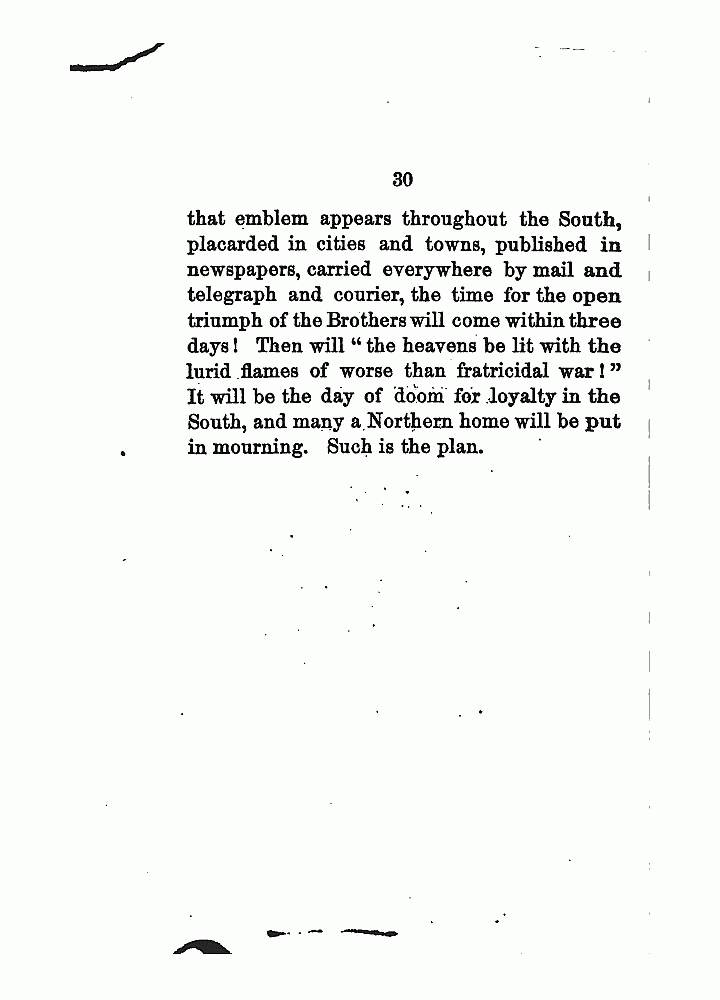 30
that emblem appears throughout the South,
placarded in cities and towns, published in
newspapers, carried everywhere by mail and
telegraph and courier, the time for the open
triumph of the Brothers will come within three
days! Then will “ the heavens be lit with the
lurid flames of worse than fratricidal war!”
It will be the day of doom for loyalty in the
South, and many a Northern home will be put
in mourning. Such is the plan.